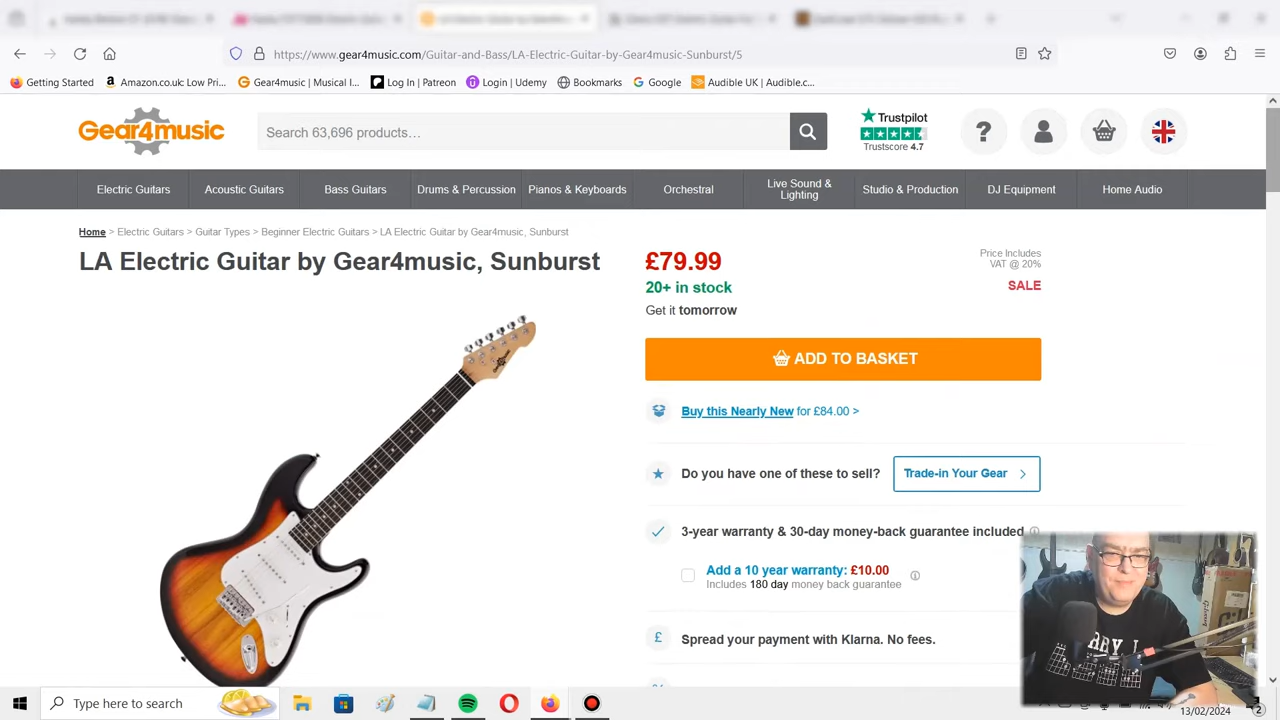 https://www.gear4music.com/Guitar-and-Bass/LA-Electric-Guitar-by-Gear4music-Sunburst/5
Getting Started
Amazon.co.uk: Low Pri...
Gear4music | Musical I...
Log In | Patreon
Login | Udemy
Bookmarks
Google
Audible UK | Audible.c...
Gear4music
Search 63,696 products...
Trustpilot
Trustscore 4.7
?
Electric Guitars
Acoustic Guitars
Bass Guitars
Drums & Percussion
Pianos & Keyboards
Orchestral
Live Sound &
Lighting
Studio & Production
DJ Equipment
Home Audio
Home > Electric Guitars > Guitar Types > Beginner Electric Guitars > LA Electric Guitar by Gear4music, Sunburst
LA Electric Guitar by Gear4music, Sunburst
£79.99
Price Includes
VAT @ 20%
20+ in stock
SALE
Get it tomorrow
ADD TO BASKET
Buy this Nearly New for £84.00 >
Do you have one of these to sell?
Trade-in Your Gear
3-year warranty & 30-day money-back guarantee included
Add a 10 year warranty: £10.00
Includes 180 day money back guarantee
£
Spread your payment with Klarna. No fees.
Type here to search
13/02/2024
2